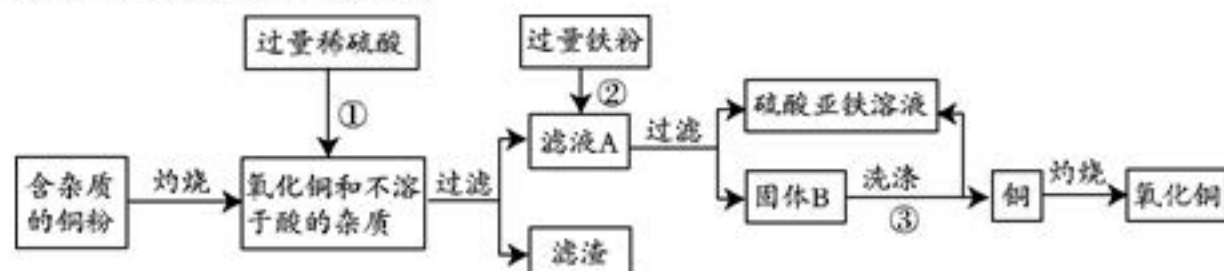 过量稀硫酸
过量铁粉
①
②
硫酸亚铁溶液
滤液A
过滤
含杂质
的铜粉
灼烧
氧化铜和不溶
于酸的杂质
过滤
固体B
洗涤
③
铜
灼烧
氧化铜
滤渣